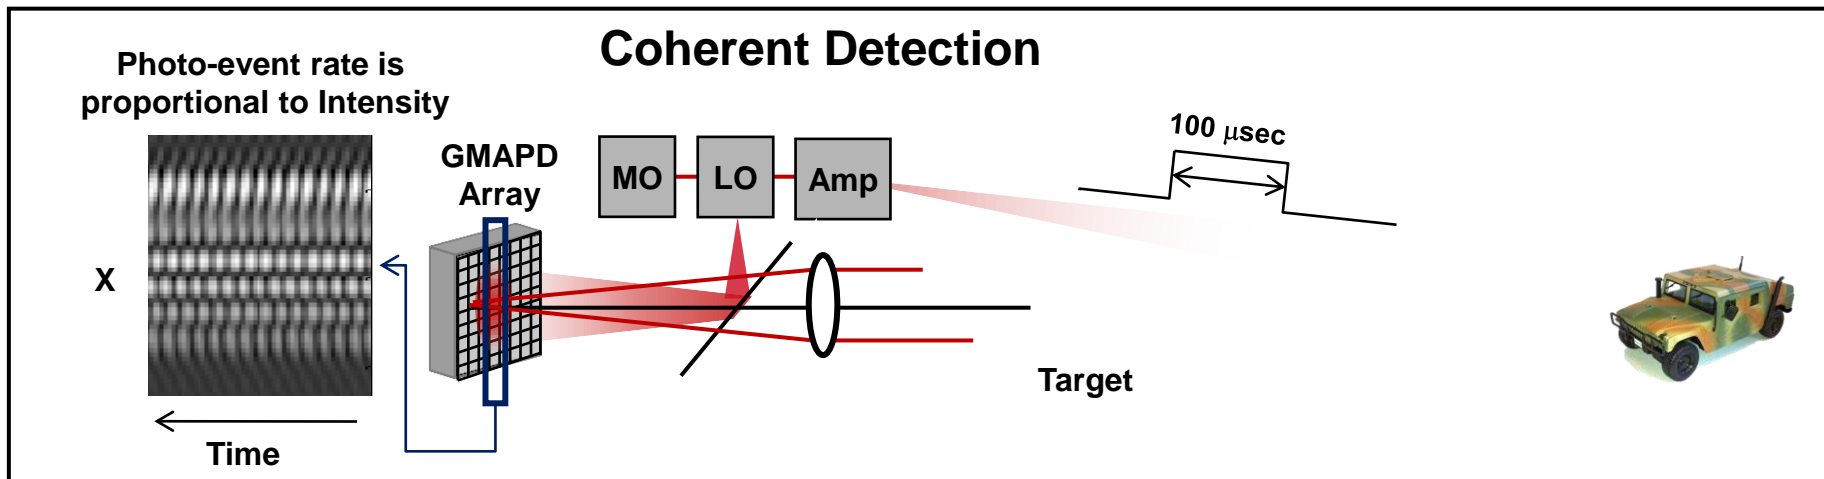 Coherent Detection
Photo-event rate is
proportional to Intensity
GMAPD
Array
MO
LO
Amp
100 μsec
X
Target
Time